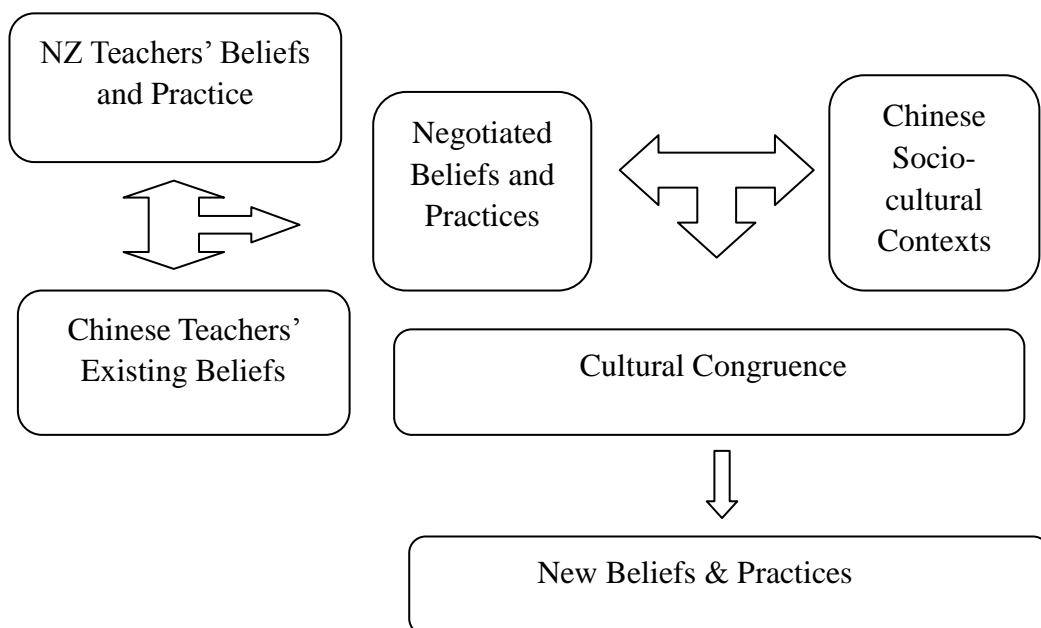 NZ Teachers’ Beliefs
and Practice
Chinese Teachers’
Existing Beliefs
Negotiated
Beliefs and
Practices
Chinese
Socio-
cultural
Contexts
Cultural Congruence
New Beliefs & Practices